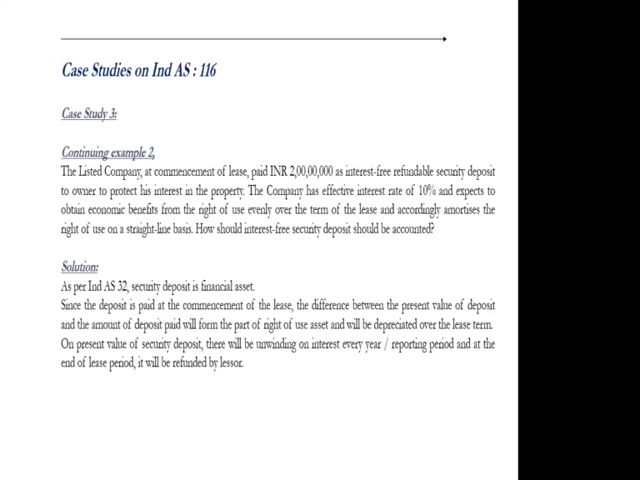 Case Studies on Ind AS : 116
Case Study 3:
Continuing example 2,
The Listed Company, at commencement of lease, paid INR 2,00,00,000 as interest-free refundable security deposit
to owner to protect his interest in the property. The Company has effective interest rate of 10% and expects to
obtain economic benefits from the right of use evenly over the term of the lease and accordingly amortises the
right of use on a straight-line basis. How should interest-free security deposit should be accounted?
Solution:
As per Ind AS 32, security deposit is financial asset.
Since the deposit is paid at the commencement of the lease, the difference between the present value of deposit
and the amount of deposit paid will form the part of right of use asset and will be depreciated over the lease term.
On present value of security deposit, there will be unwinding on interest every year / reporting period and at the
end of lease period, it will be refunded by lessor.